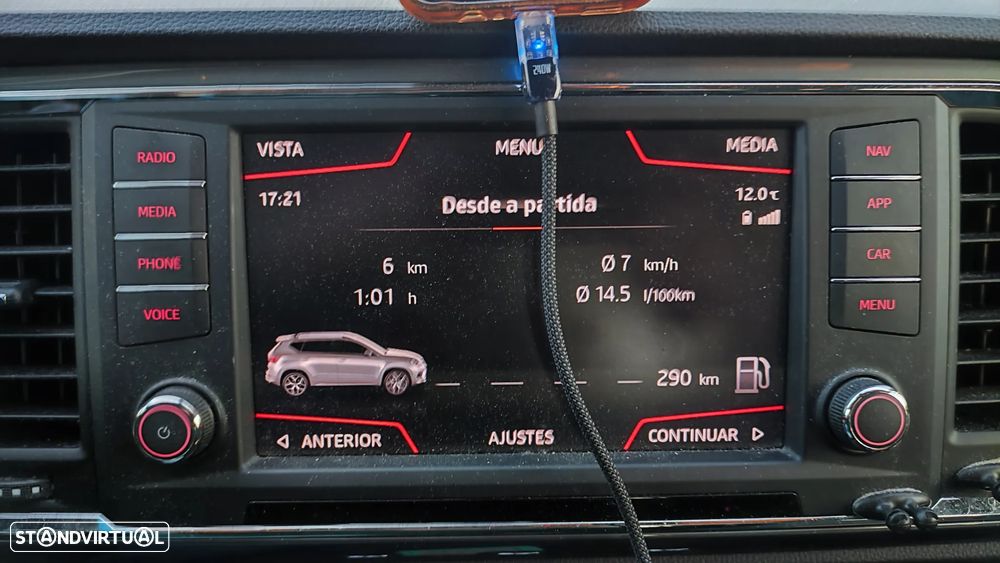 240W
RADIO
MEDIA
PHONE
VOICE
VISTA
MENU
MEDIA
17:21
Desde a partida
12.0℃
6 km
Ø 7 km/h
1:01 h
Ø 14.5 l/100km
290 km
ANTERIOR
AJUSTES
CONTINUAR
NAV
APP
CAR
MENU
STANDVIRTUAL